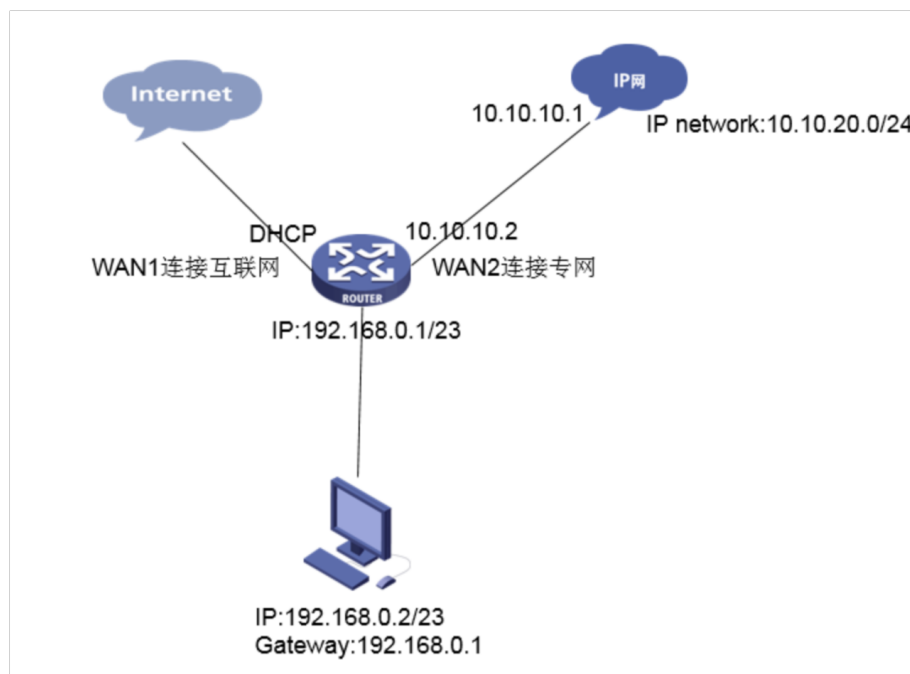 Internet
IP网
10.10.10.1
IP network:10.10.20.0/24
DHCP
10.10.10.2
WAN1连接互联网
WAN2连接专网
ROUTER
IP:192.168.0.1/23
IP:192.168.0.2/23
Gateway:192.168.0.1